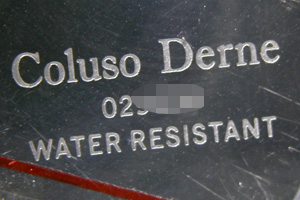 Coluso Derne
02
WATER RESISTANT